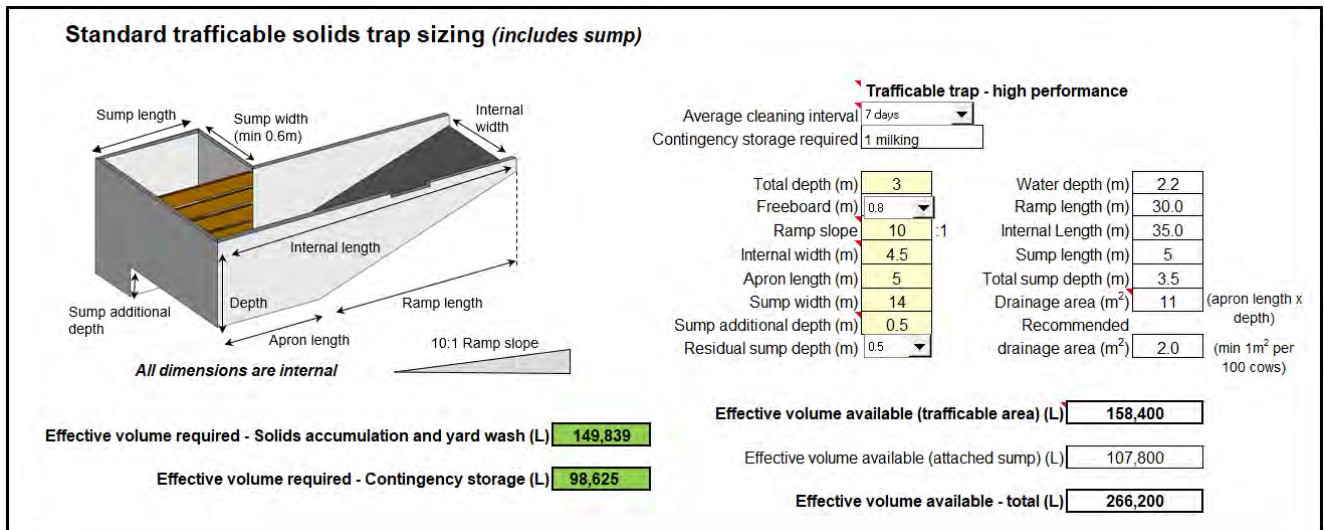 Standard trafficable solids trap sizing (includes sump)
Sump length
Sump width
(min 0.6m)
Internal
width
Internal length
Sump additional
depth
Depth
Ramp length
Apron length
10:1 Ramp slope
All dimensions are internal
Trafficable trap - high performance
Average cleaning interval 7 days
Contingency storage required 1 milking
Total depth (m) 3
Freeboard (m) 0.8
Ramp slope 10 :1
Internal width (m) 4.5
Apron length (m) 5
Sump width (m) 14
Sump additional depth (m) 0.5
Residual sump depth (m) 0.5
Water depth (m) 2.2
Ramp length (m) 30.0
Internal Length (m) 35.0
Sump length (m) 5
Total sump depth (m) 3.5
Drainage area (m²) 11 (apron length x
depth)
Recommended
drainage area (m²) 2.0 (min 1m² per
100 cows)
Effective volume required - Solids accumulation and yard wash (L) 149,839
Effective volume required - Contingency storage (L) 98,625
Effective volume available (trafficable area) (L) 158,400
Effective volume available (attached sump) (L) 107,800
Effective volume available - total (L) 266,200